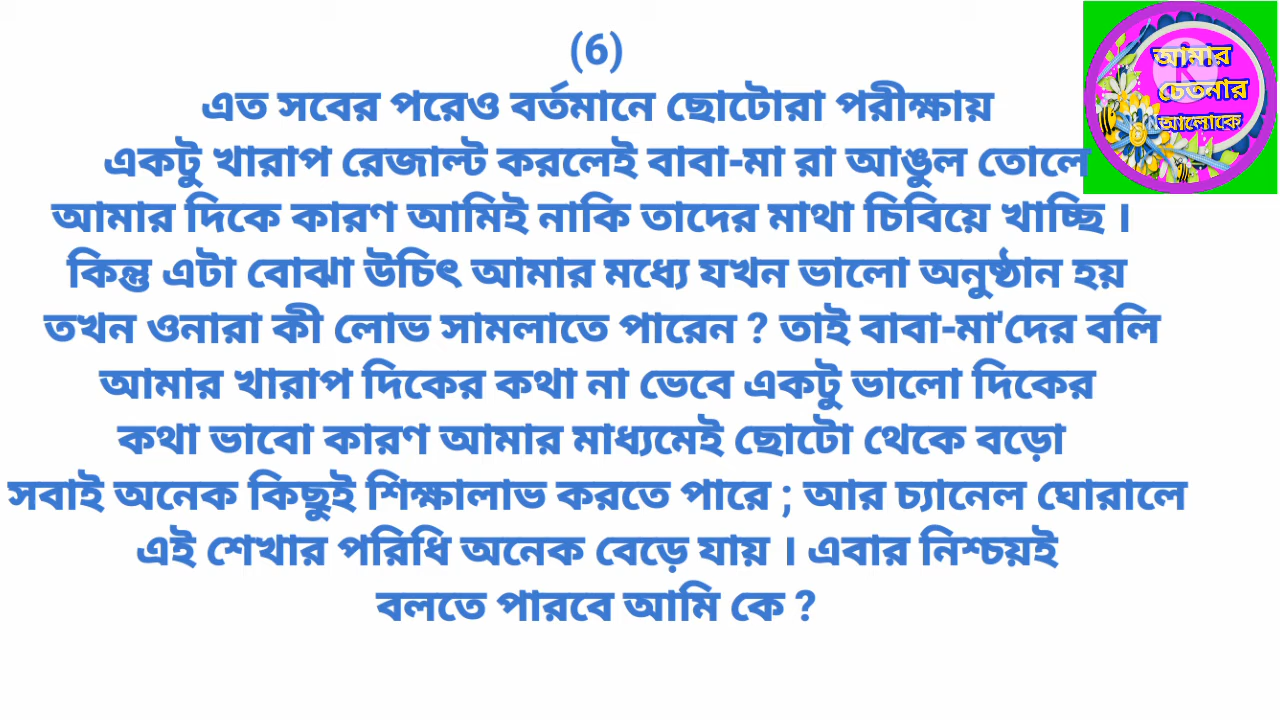 (6)
এত সবের পরেও বর্তমানে ছোটোরা পরীক্ষায়
একটু খারাপ রেজাল্ট করলেই বাবা-মা রা আঙুল তোলে
আমার দিকে কারণ আমিই নাকি তাদের মাথা চিবিয়ে খাচ্ছি ।
কিন্তু এটা বোঝা উচিৎ আমার মধ্যে যখন ভালো অনুষ্ঠান হয়
তখন ওনারা কী লোভ সামলাতে পারেন ? তাই বাবা-মা'দের বলি
আমার খারাপ দিকের কথা না ভেবে একটু ভালো দিকের
কথা ভাবো কারণ আমার মাধ্যমেই ছোটো থেকে বড়ো
সবাই অনেক কিছুই শিক্ষালাভ করতে পারে ; আর চ্যানেল ঘোরালে
এই শেখার পরিধি অনেক বেড়ে যায় । এবার নিশ্চয়ই
বলতে পারবে আমি কে ?
আমার
চেতনার
আলোকে